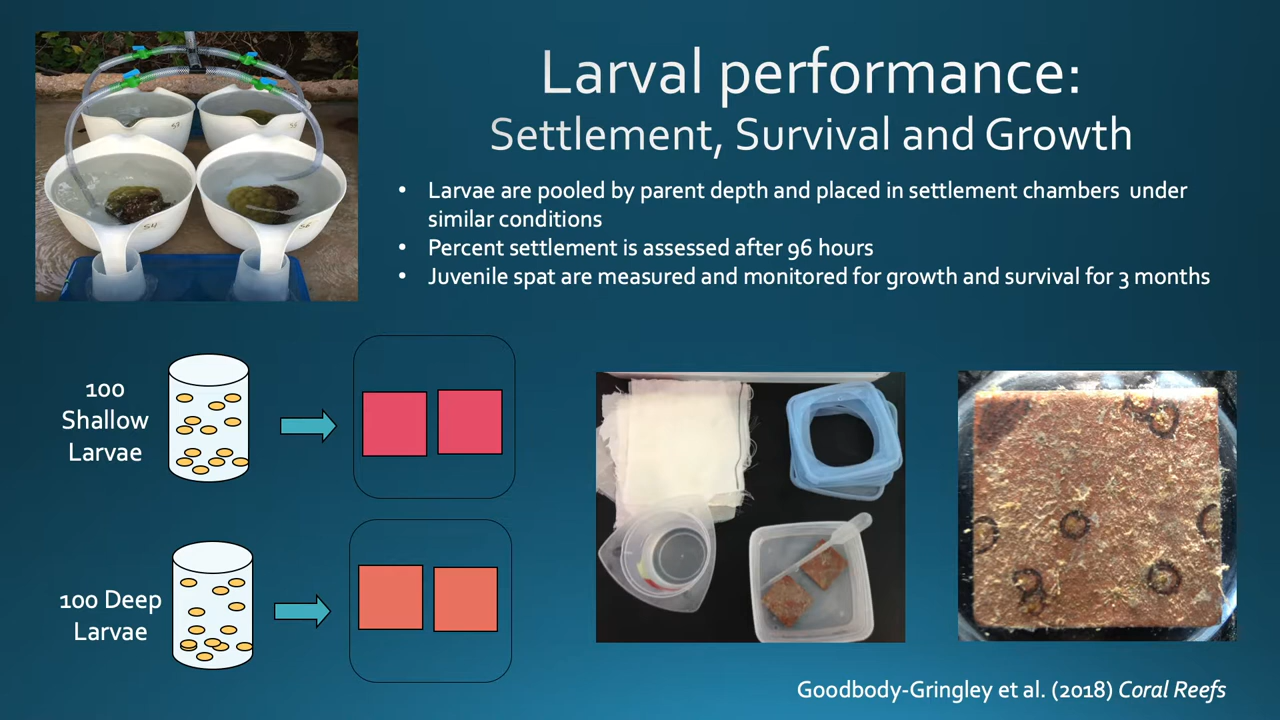 Larval performance:
Settlement, Survival and Growth
• Larvae are pooled by parent depth and placed in settlement chambers under
similar conditions
• Percent settlement is assessed after 96 hours
• Juvenile spat are measured and monitored for growth and survival for 3 months
100
Shallow
Larvae
100 Deep
Larvae
Goodbody-Gringley et al. (2018) Coral Reefs